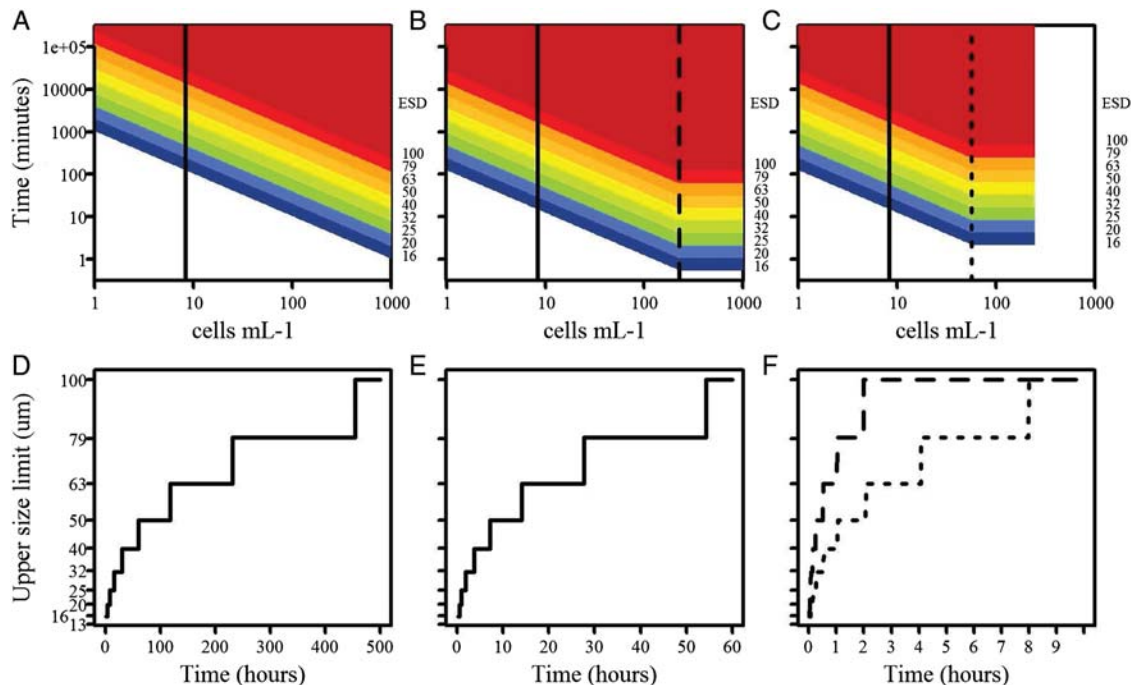 A
B
C
1e+05
10000
1000
100
10
1
Time (minutes)
ESD
100
79
63
50
40
32
25
20
16
ESD
100
79
63
50
40
32
25
20
16
ESD
100
79
63
50
40
32
25
20
16
1 10 100 1000
1 10 100 1000
1 10 100 1000
cells mL-1
cells mL-1
cells mL-1
D
E
F
100
79
63
50
40
32
25
20
16
13
Upper size limit (um)
0 100 200 300 400 500
0 10 20 30 40 50 60
0 1 2 3 4 5 6 7 8 9
Time (hours)
Time (hours)
Time (hours)